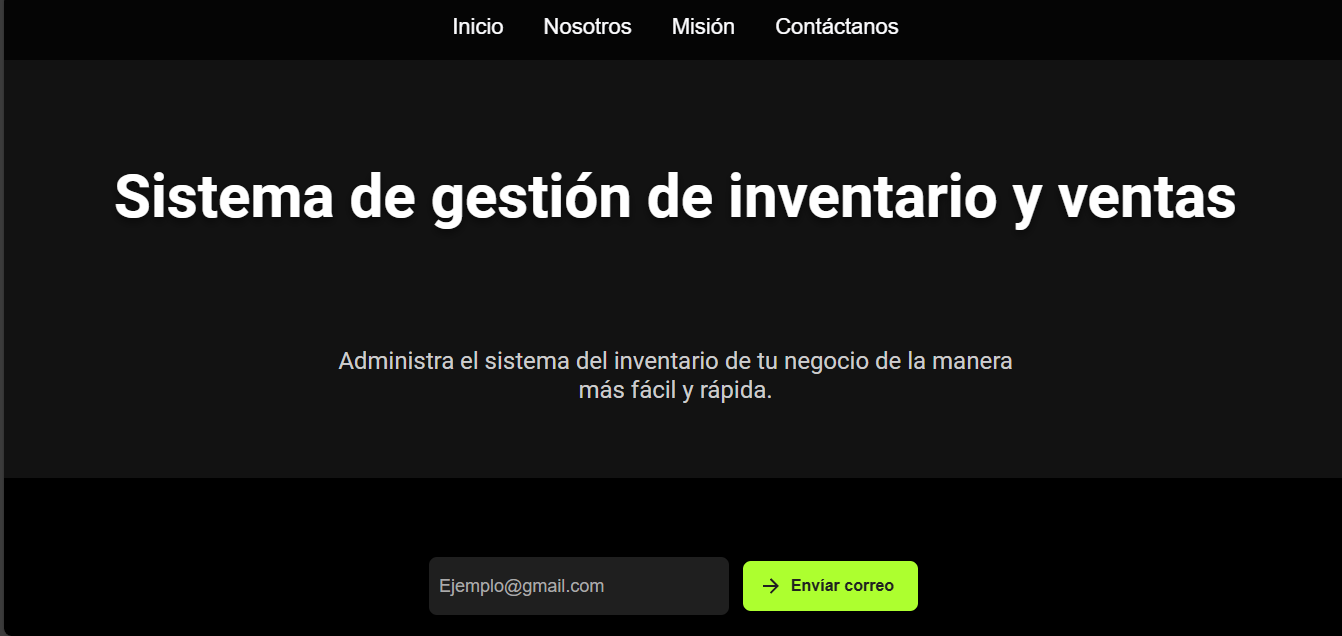 Inicio Nosotros Misión Contáctanos
Sistema de gestión de inventario y ventas
Administra el sistema del inventario de tu negocio de la manera
más fácil y rápida.
Ejemplo@gmail.com
Envíar correo